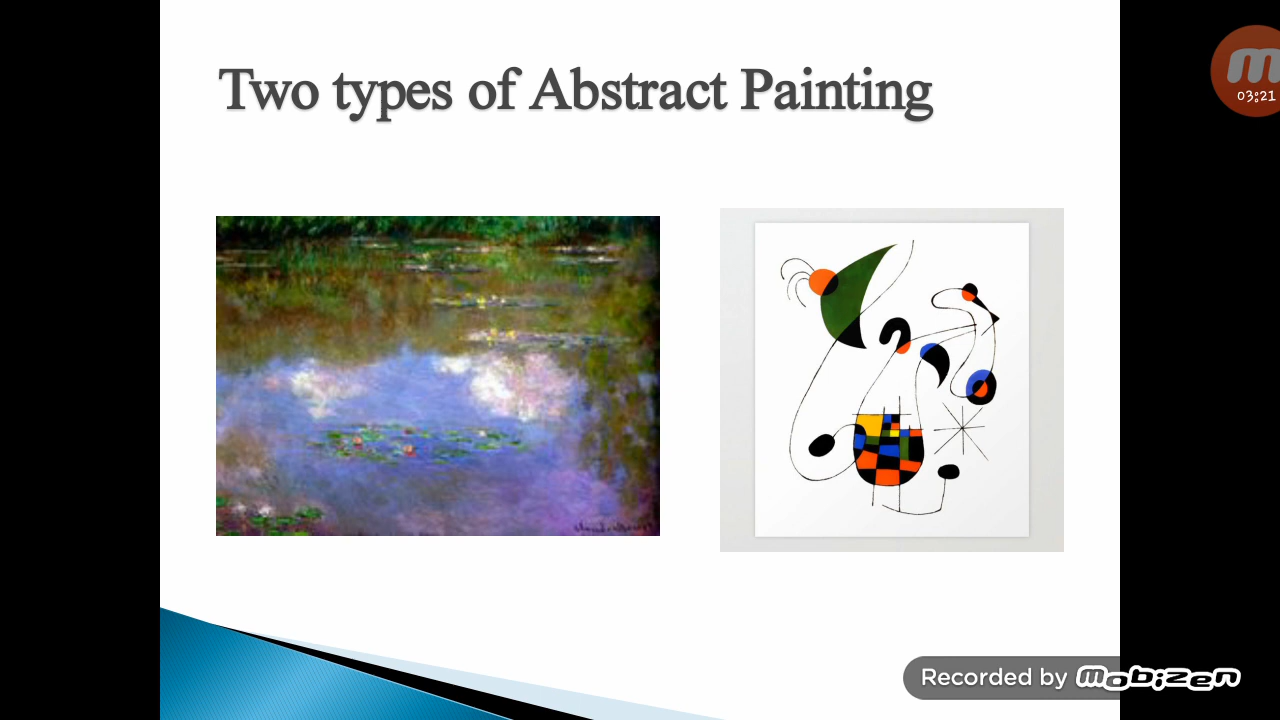 Two types of Abstract Painting
03:21
Recorded by mobizen